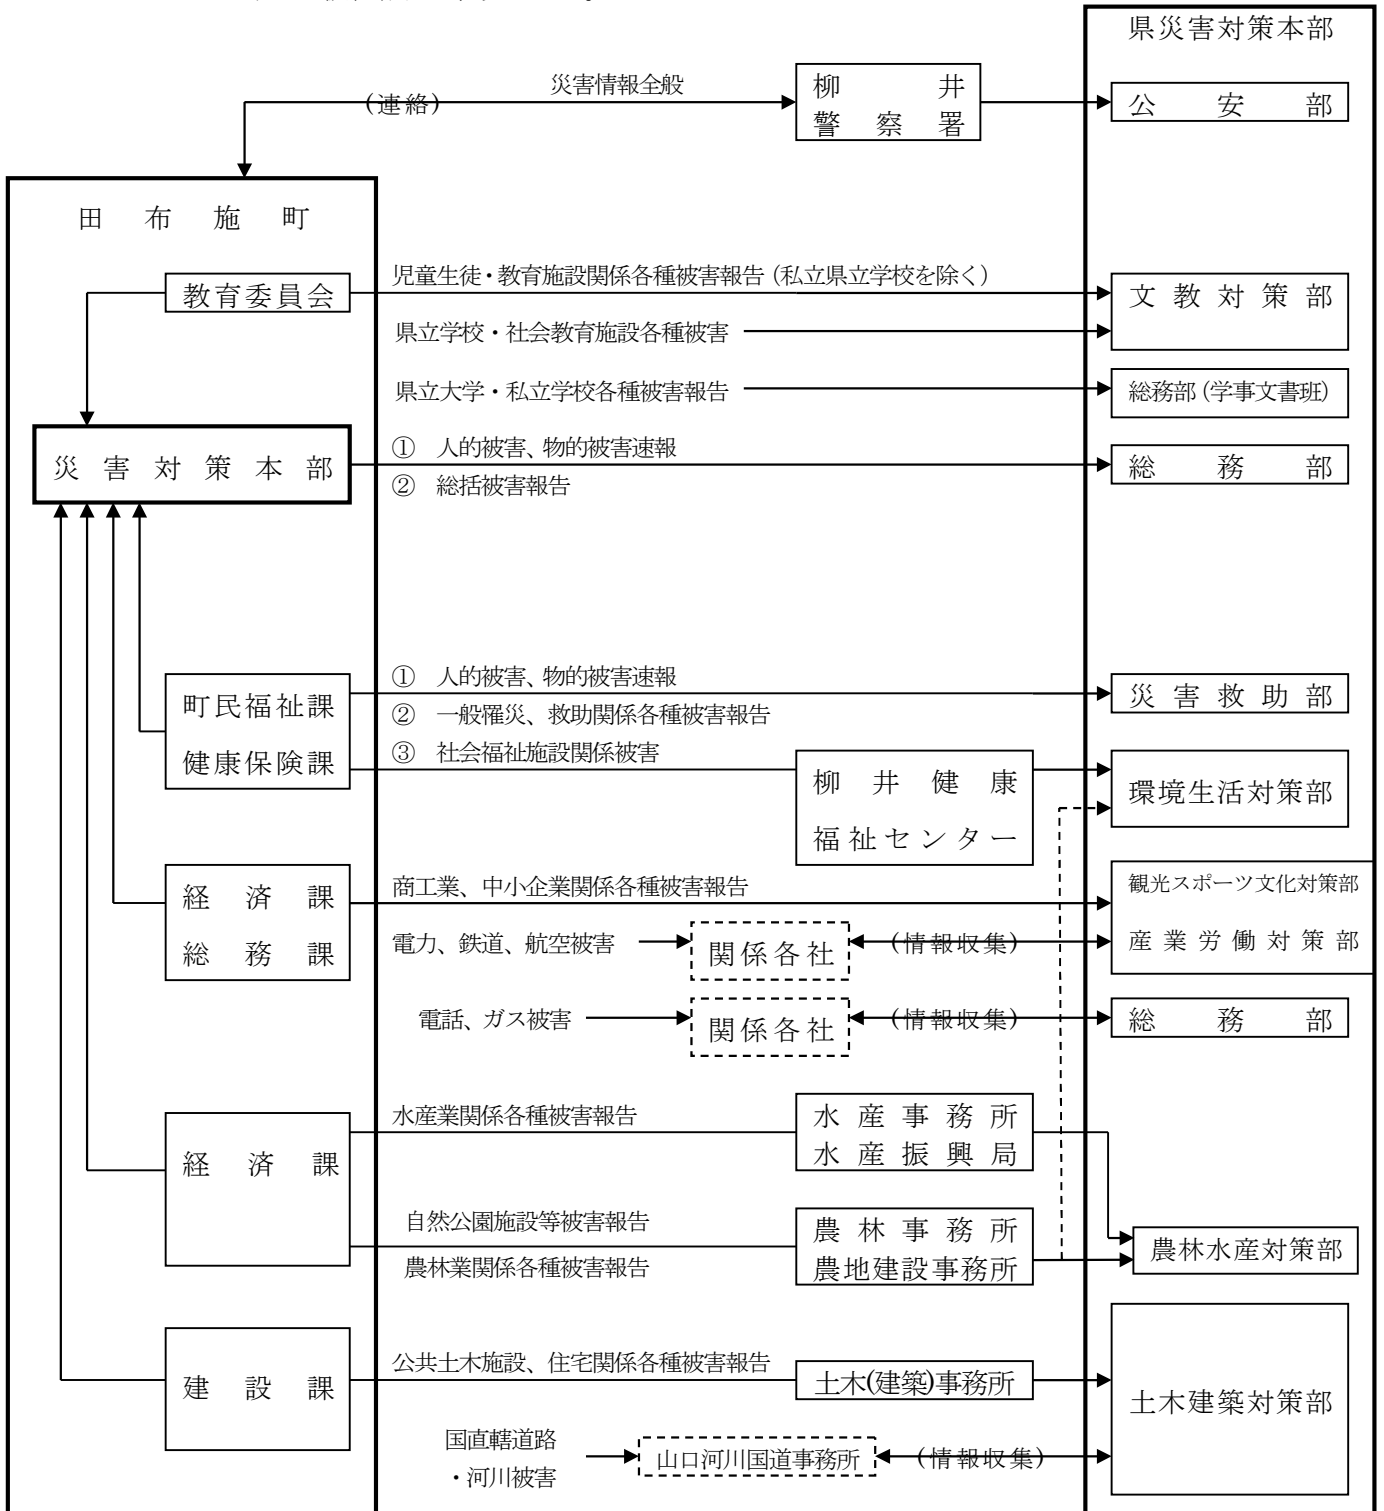 県災害対策本部
災害情報全般
(連絡)
柳井
警察署
公安部
田布施町
教育委員会
児童生徒・教育施設関係各種被害報告（私立県立学校を除く）
文教対策部
県立学校・社会教育施設各種被害
県立大学・私立学校各種被害報告
総務部（学事文書班）
災害対策本部
① 人的被害、物的被害速報
② 総括被害報告
総務部
町民福祉課
健康保険課
① 人的被害、物的被害速報
② 一般罹災、救助関係各種被害報告
③ 社会福祉施設関係被害
災害救助部
柳井健康
福祉センター
環境生活対策部
経済課
総務課
商工業、中小企業関係各種被害報告
観光スポーツ文化対策部
産業労働対策部
電力、鉄道、航空被害
関係各社
(情報収集)
電話、ガス被害
関係各社
(情報収集)
総務部
経済課
水産業関係各種被害報告
水産事務所
水産振興局
自然公園施設等被害報告
農林業関係各種被害報告
農林事務所
農地建設事務所
農林水産対策部
建設課
公共土木施設、住宅関係各種被害報告
土木(建築)事務所
土木建築対策部
国直轄道路
・河川被害
山口河川国道事務所
(情報収集)